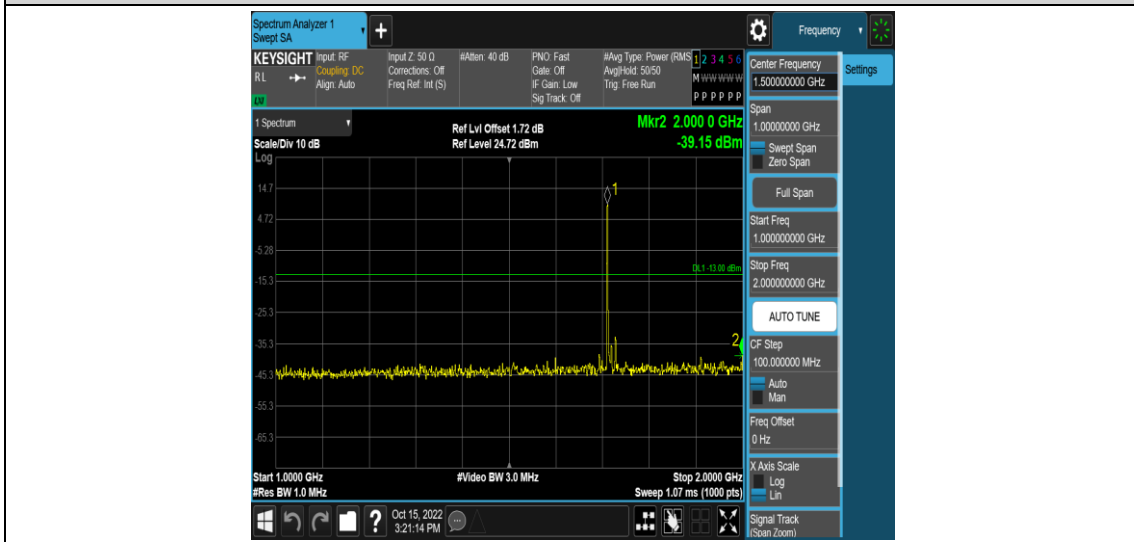 Spectrum Analyzer 1
Swept SA
+
Frequency
KEYSIGHT
RL
Input: RF
Coupling: DC
Align: Auto
Input Z: 50 Ω
Corrections: Off
Freq Ref: Int (S)
#Atten: 40 dB
PNO: Fast
Gate: Off
IF Gain: Low
Sig Track: Off
#Avg Type: Power (RMS
Avg|Hold: 50/50
Trig: Free Run
1 2 3 4 5 6
M W W W W W
P P P P P P
1 Spectrum
Scale/Div 10 dB
Log
Ref Lvl Offset 1.72 dB
Ref Level 24.72 dBm
Mkr2 2.000 0 GHz
-39.15 dBm
14.7
4.72
-5.28
-15.3
-25.3
-35.3
-45.3
-55.3
-65.3
1
DL1 -13.00 dBm
2
Start 1.0000 GHz
#Res BW 1.0 MHz
#Video BW 3.0 MHz
Stop 2.0000 GHz
Sweep 1.07 ms (1000 pts)
Center Frequency
1.500000000 GHz
Settings
Span
1.00000000 GHz
Swept Span
Zero Span
Full Span
Start Freq
1.000000000 GHz
Stop Freq
2.000000000 GHz
AUTO TUNE
CF Step
100.000000 MHz
Auto
Man
Freq Offset
0 Hz
X Axis Scale
Log
Lin
Signal Track
(Span Zoom)
?
Oct 15, 2022
3:21:14 PM